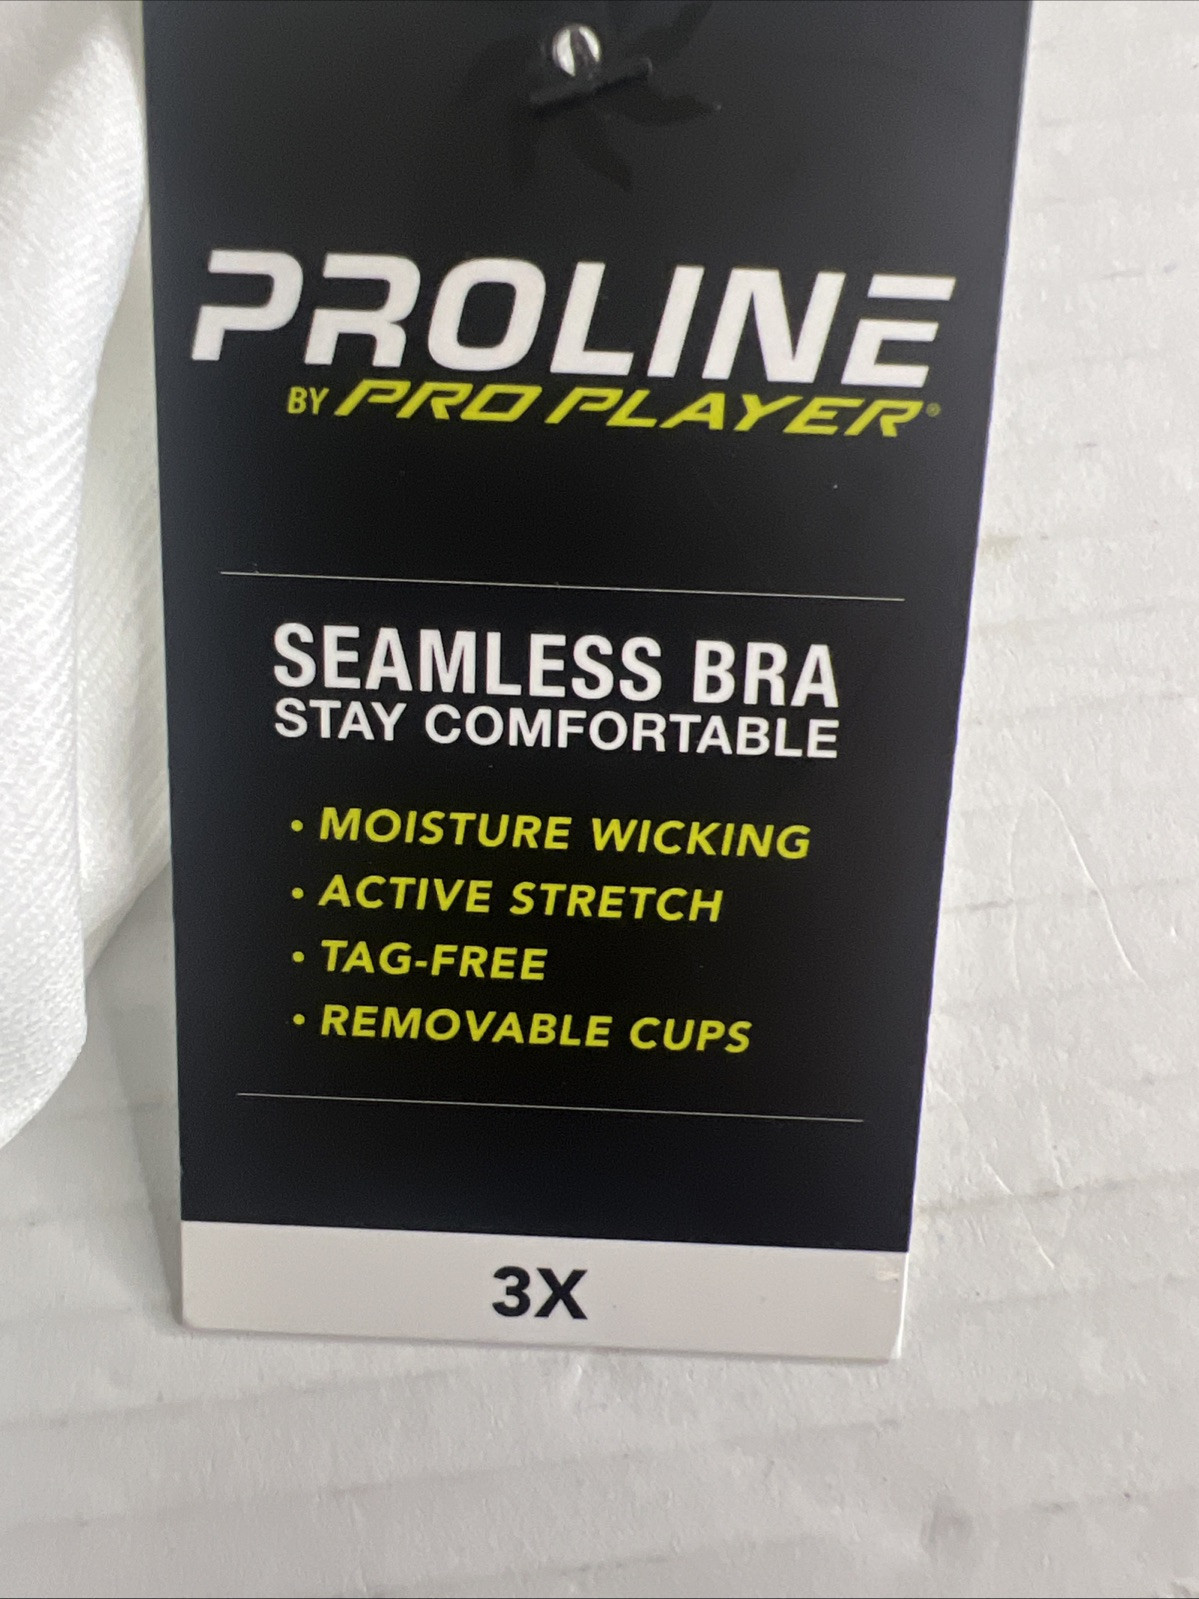 PROLINE
BY PRO PLAYER®
SEAMLESS BRA
STAY COMFORTABLE
• MOISTURE WICKING
• ACTIVE STRETCH
• TAG-FREE
• REMOVABLE CUPS
3X